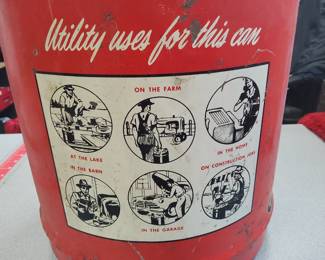 Utility uses for this can
ON THE FARM
AT THE LAKE
IN THE HOME
IN THE BARN
ON CONSTRUCTION JOBS
IN THE GARAGE